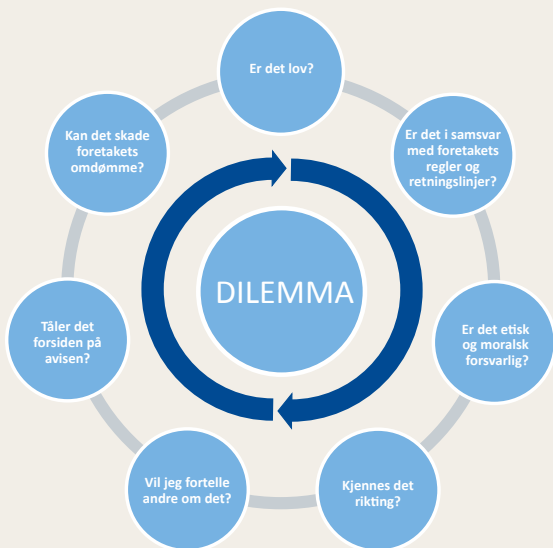 Er det lov?
Er det i samsvar
med foretakets
regler og
retningslinjer?
Er det etisk
og moralsk
forsvarlig?
Kjennes det
rikting?
Vil jeg fortelle
andre om det?
Tåler det
forsiden på
avisen?
Kan det skade
foretakets
omdømme?
DILEMMA